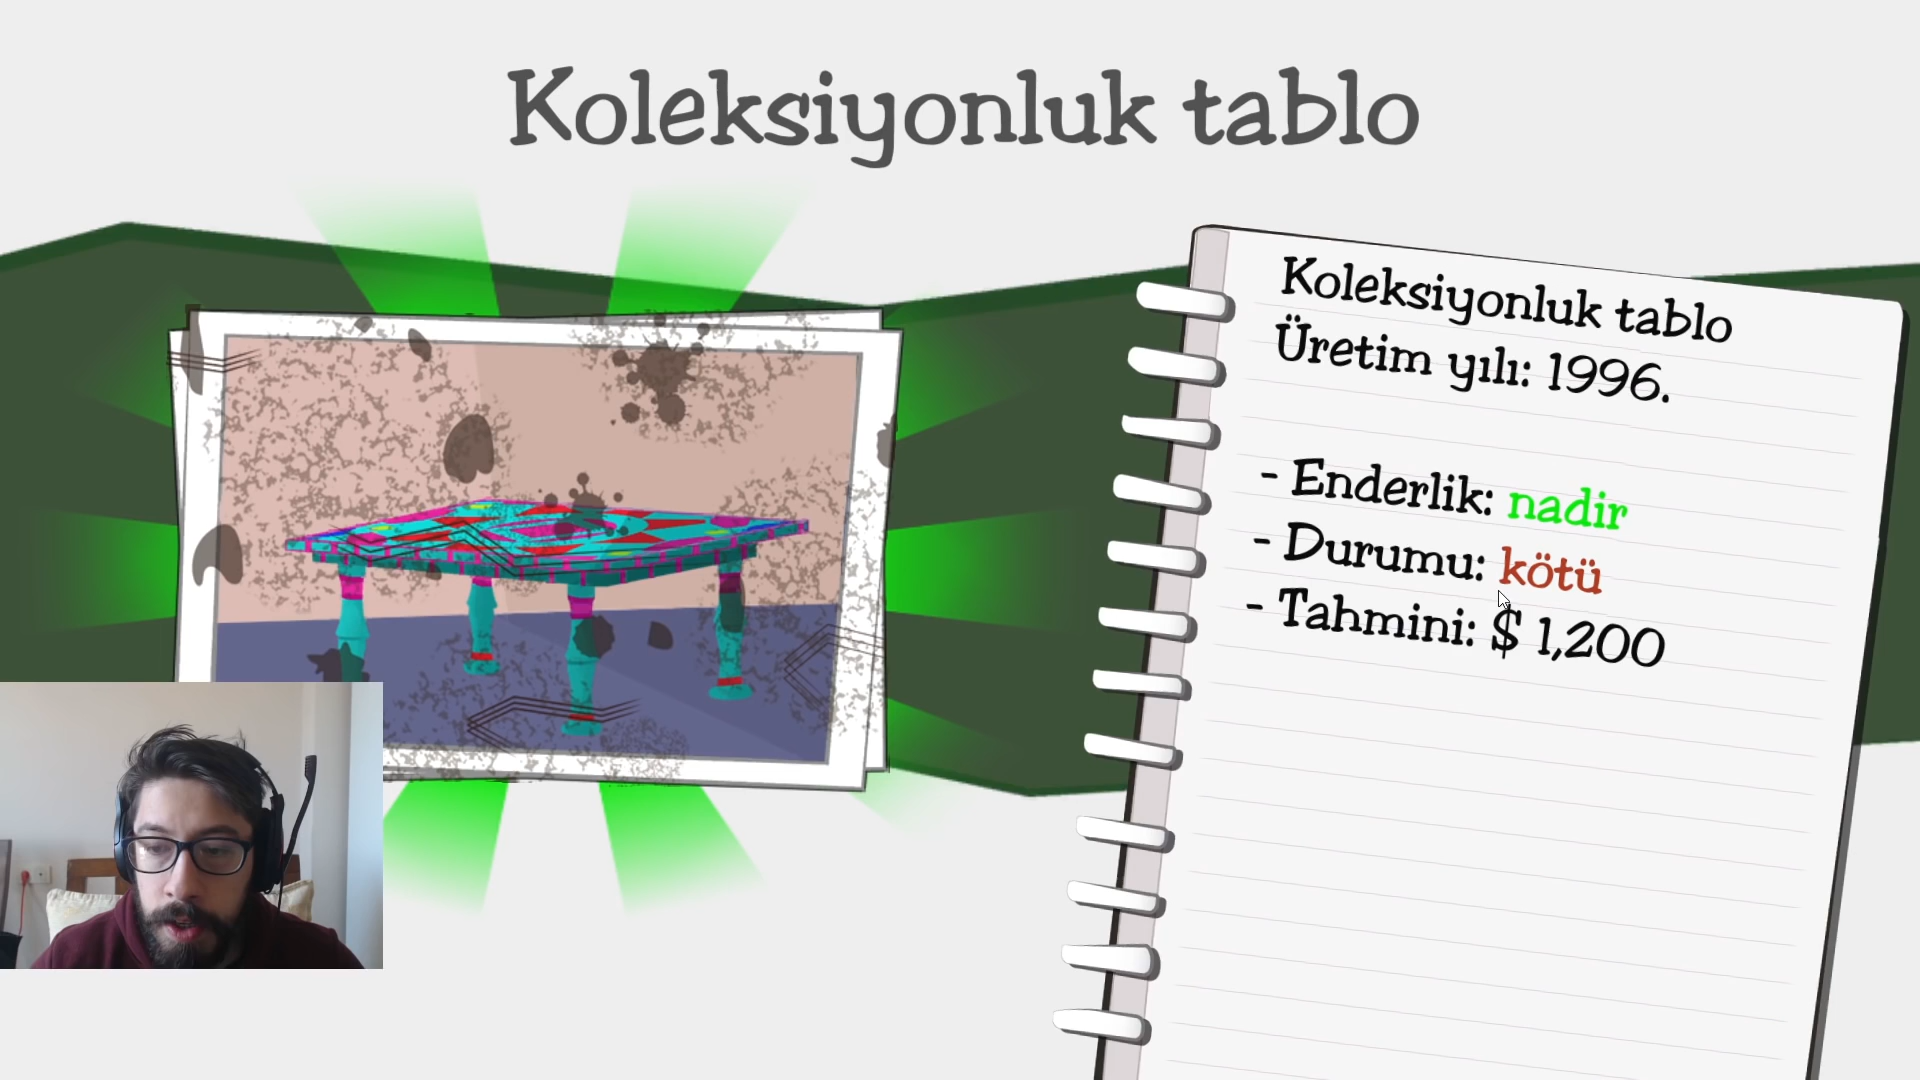 Koleksiyonluk tablo
Koleksiyonluk tablo
Üretim yılı: 1996.
- Enderlik: nadir
- Durumu: kötü
- Tahmini: $ 1,200